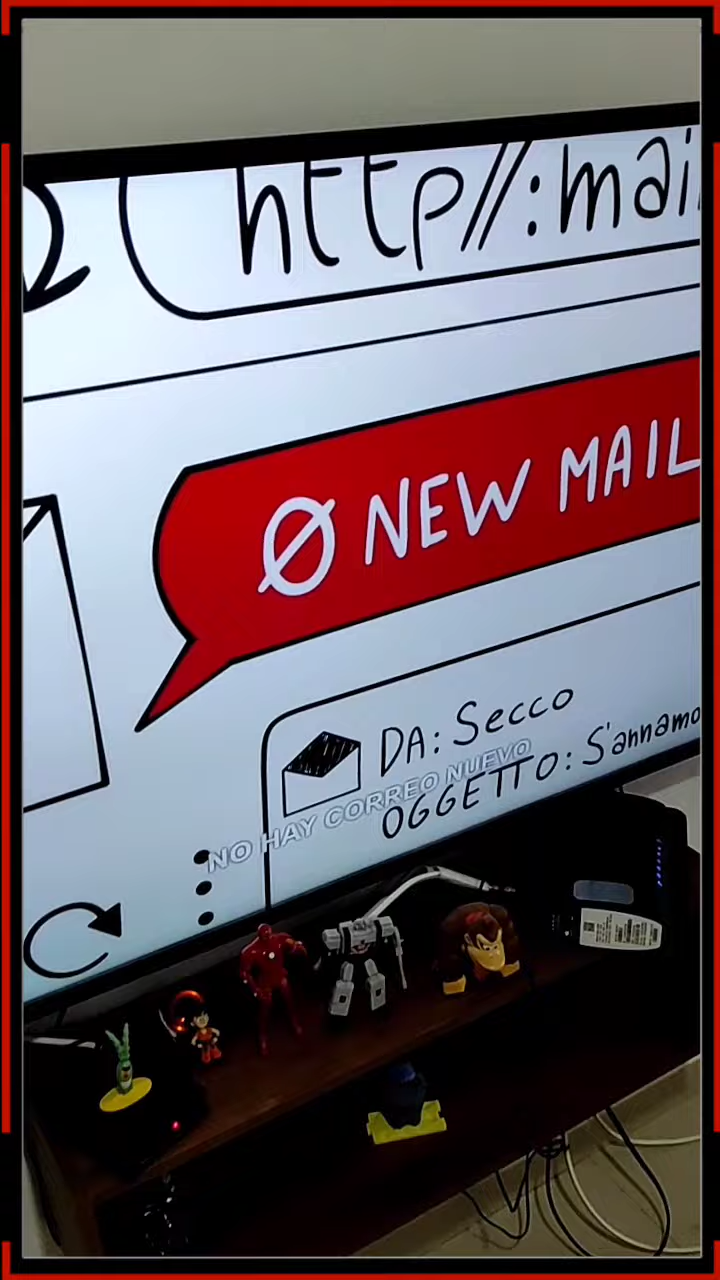 http//:mai
Ø NEW MAIL
DA: Secco
OGGETTO: S'annamo
NO HAY CORREO NUEVO